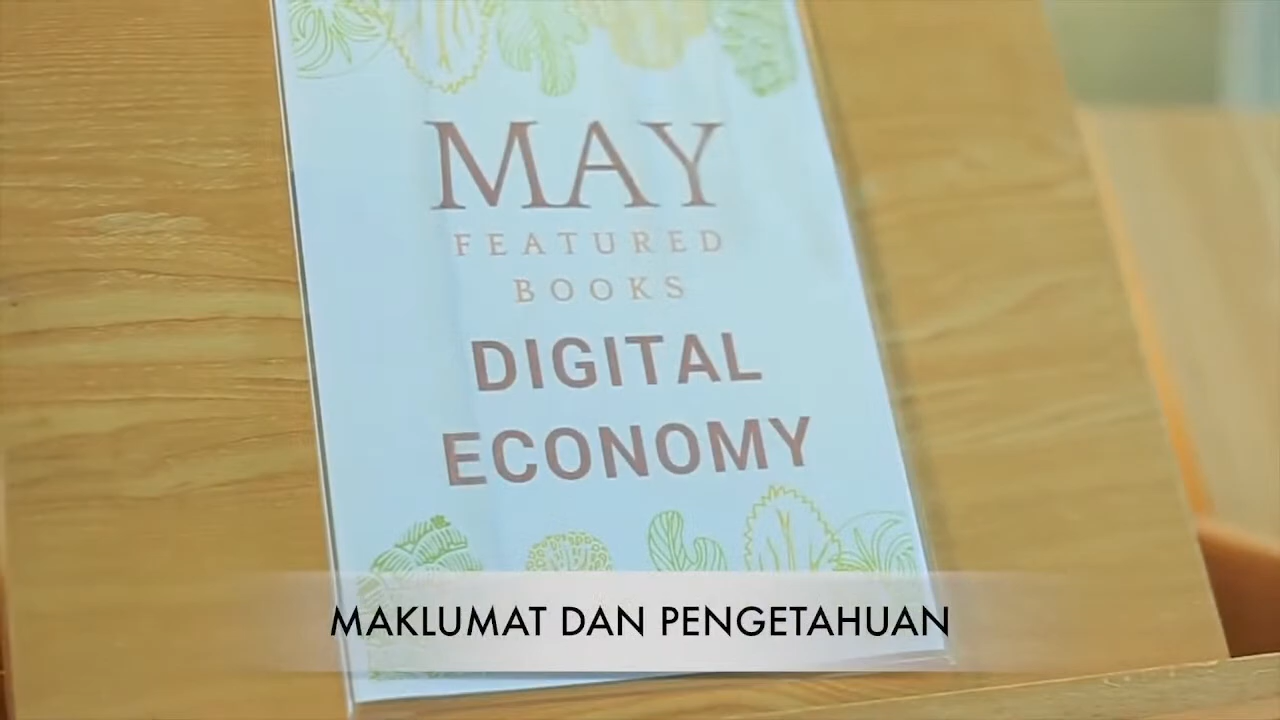 MAY
FEATURED
BOOKS
DIGITAL
ECONOMY
MAKLUMAT DAN PENGETAHUAN